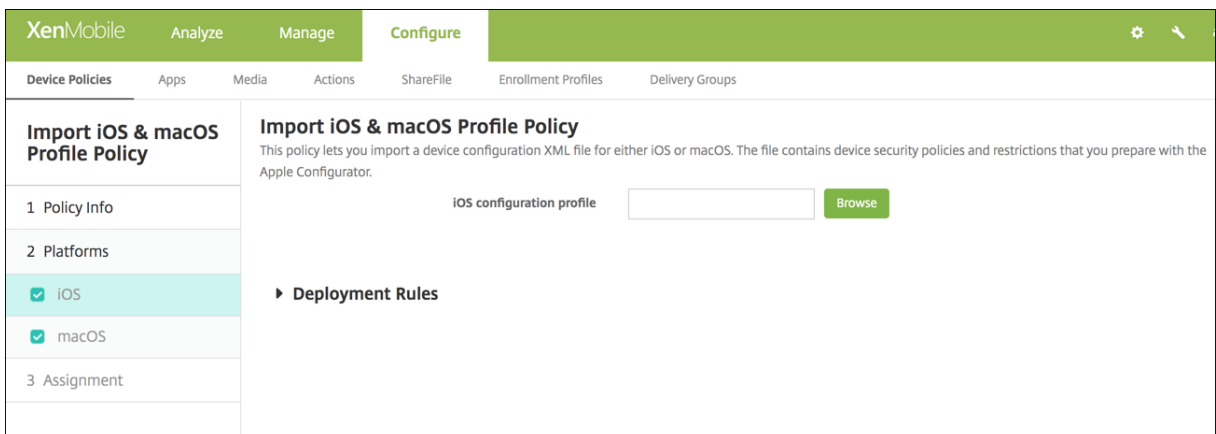 XenMobile Analyze Manage Configure
Device Policies Apps Media Actions ShareFile Enrollment Profiles Delivery Groups
Import iOS & macOS
Profile Policy
1 Policy Info
2 Platforms
iOS
macOS
3 Assignment
Import iOS & macOS Profile Policy
This policy lets you import a device configuration XML file for either iOS or macOS. The file contains device security policies and restrictions that you prepare with the
Apple Configurator.
iOS configuration profile Browse
Deployment Rules